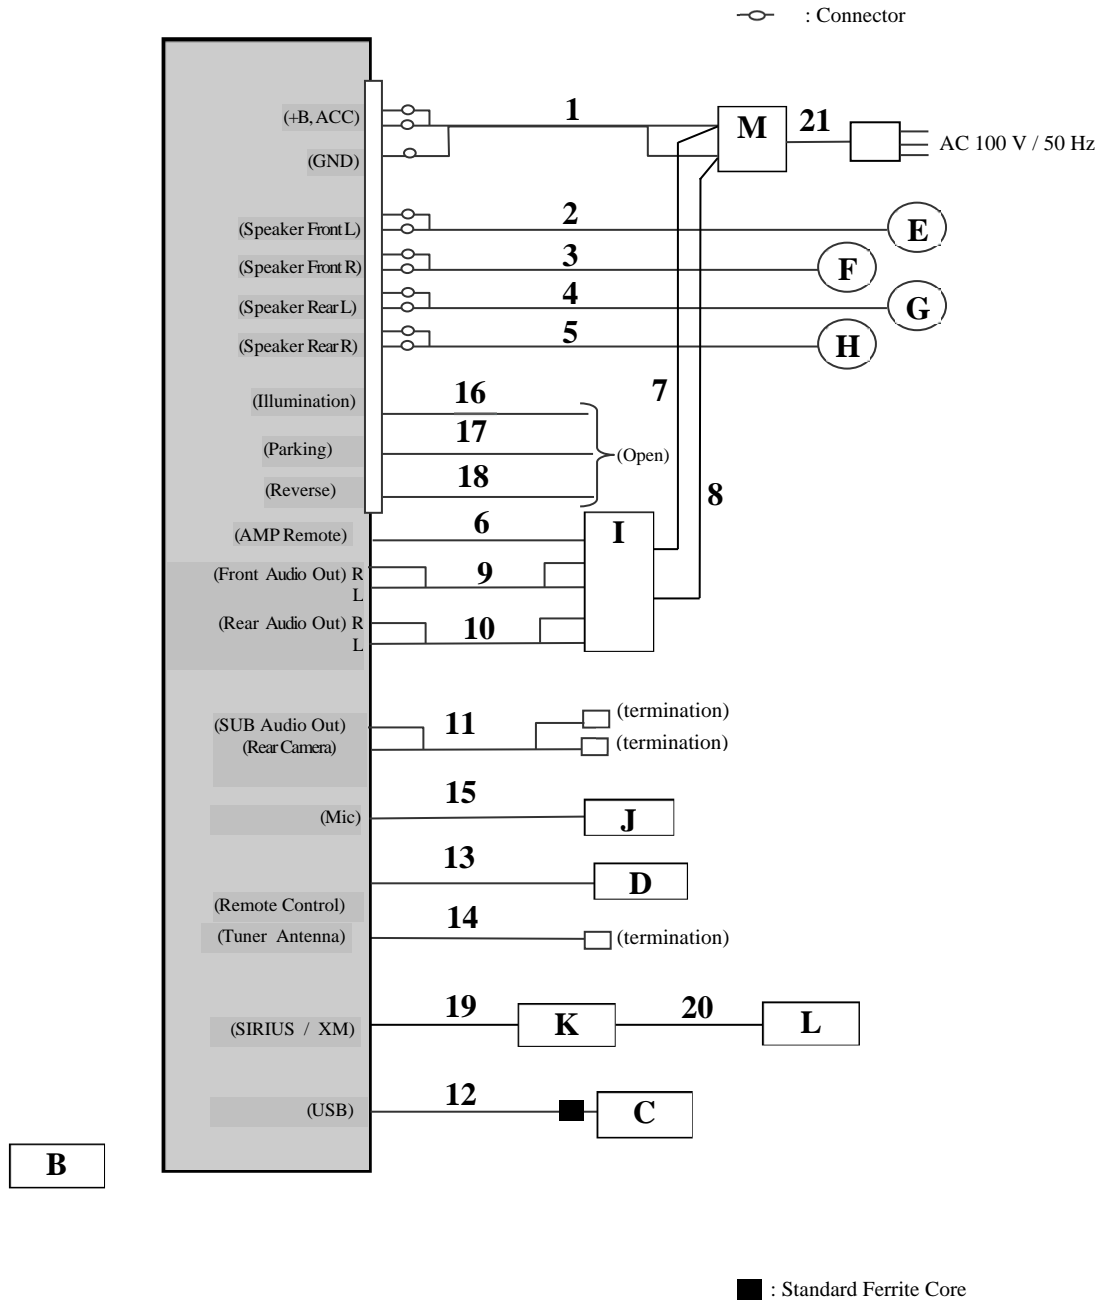 : Connector
(+B, ACC)
1
M
21
AC 100 V / 50 Hz
(GND)
2
(Speaker Front L)
E
3
(Speaker Front R)
F
4
(Speaker Rear L)
G
5
(Speaker Rear R)
H
7
16
(Illumination)
17
(Parking)
(Open)
18
(Reverse)
8
6
I
(AMP Remote)
(Front Audio Out) R
9
L
(Rear Audio Out) R
10
L
(termination)
11
(SUB Audio Out)
(Rear Camera)
(termination)
15
(Mic)
J
13
D
(Remote Control)
14
(Tuner Antenna)
(termination)
19
20
(SIRIUS / XM)
K
L
12
(USB)
C
B
: Standard Ferrite Core